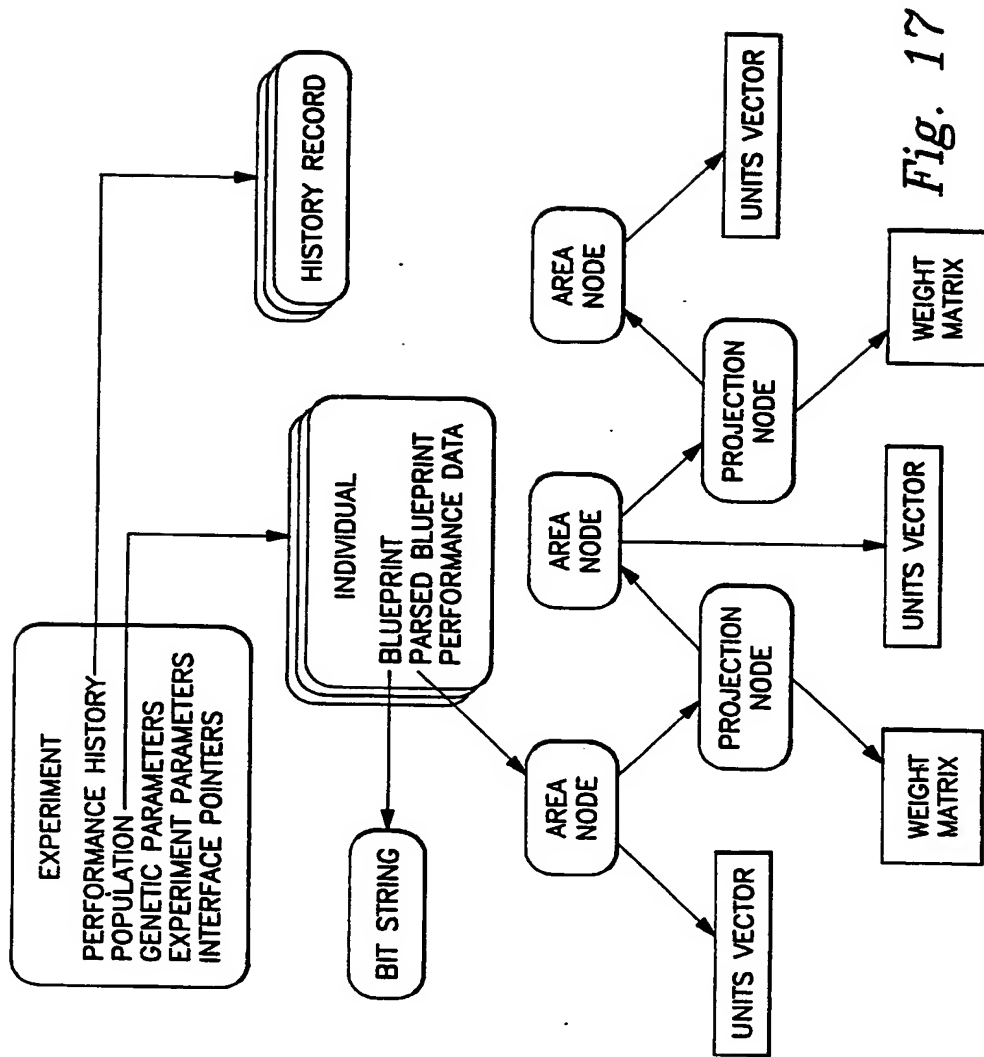 EXPERIMENT
PERFORMANCE HISTORY
POPULATION
GENETIC PARAMETERS
EXPERIMENT PARAMETERS
INTERFACE POINTERS
HISTORY RECORD
INDIVIDUAL
BLUEPRINT
PARSED BLUEPRINT
PERFORMANCE DATA
BIT STRING
AREA
NODE
AREA
NODE
AREA
NODE
PROJECTION
NODE
PROJECTION
NODE
UNITS VECTOR
UNITS VECTOR
UNITS VECTOR
WEIGHT
MATRIX
WEIGHT
MATRIX
Fig. 17